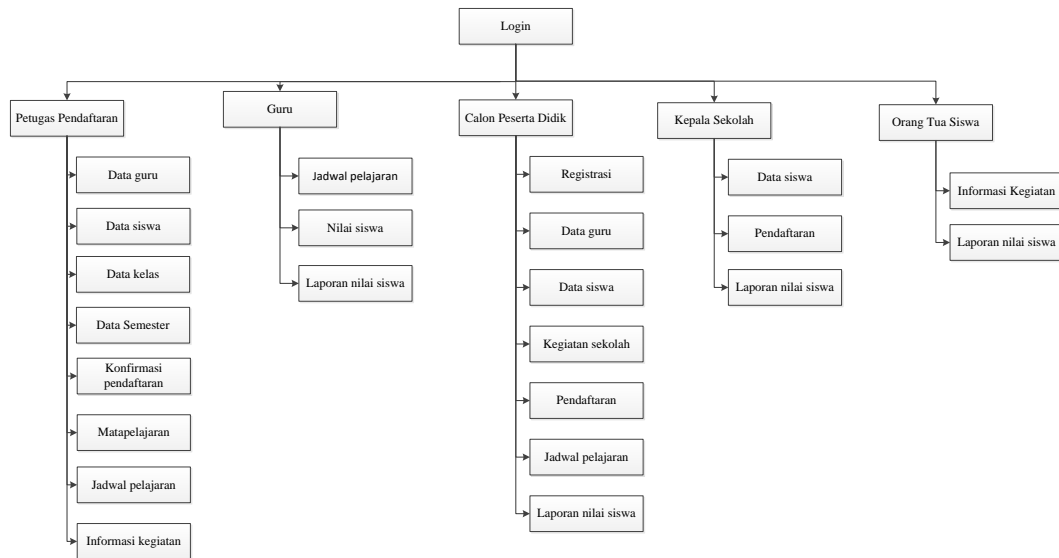 Login
Petugas Pendaftaran
Data guru
Data siswa
Data kelas
Data Semester
Konfirmasi
pendaftaran
Matapelajaran
Jadwal pelajaran
Informasi kegiatan
Guru
Jadwal pelajaran
Nilai siswa
Laporan nilai siswa
Calon Peserta Didik
Registrasi
Data guru
Data siswa
Kegiatan sekolah
Pendaftaran
Jadwal pelajaran
Laporan nilai siswa
Kepala Sekolah
Data siswa
Pendaftaran
Laporan nilai siswa
Orang Tua Siswa
Informasi Kegiatan
Laporan nilai siswa